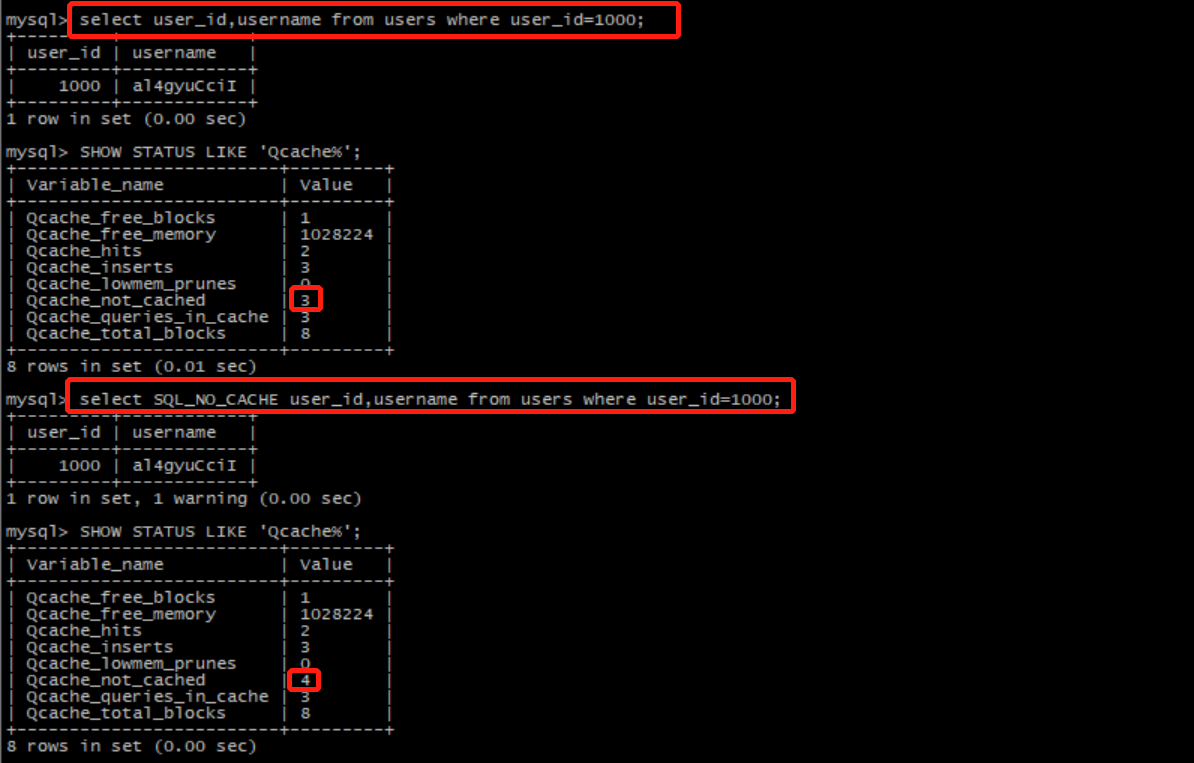 mysql> select user_id,username from users where user_id=1000;
+---------+------------+
| user_id | username   |
+---------+------------+
|    1000 | al4gyuCciI |
+---------+------------+
1 row in set (0.00 sec)
mysql> SHOW STATUS LIKE 'Qcache%';
+-------------------------+---------+
| Variable_name           | Value   |
+-------------------------+---------+
| Qcache_free_blocks      | 1       |
| Qcache_free_memory      | 1028224 |
| Qcache_hits             | 2       |
| Qcache_inserts          | 3       |
| Qcache_lowmem_prunes    | 0       |
| Qcache_not_cached       | 3       |
| Qcache_queries_in_cache | 3       |
| Qcache_total_blocks     | 8       |
+-------------------------+---------+
8 rows in set (0.01 sec)
mysql> select SQL_NO_CACHE user_id,username from users where user_id=1000;
+---------+------------+
| user_id | username   |
+---------+------------+
|    1000 | al4gyuCciI |
+---------+------------+
1 row in set, 1 warning (0.00 sec)
mysql> SHOW STATUS LIKE 'Qcache%';
+-------------------------+---------+
| Variable_name           | Value   |
+-------------------------+---------+
| Qcache_free_blocks      | 1       |
| Qcache_free_memory      | 1028224 |
| Qcache_hits             | 2       |
| Qcache_inserts          | 3       |
| Qcache_lowmem_prunes    | 0       |
| Qcache_not_cached       | 4       |
| Qcache_queries_in_cache | 3       |
| Qcache_total_blocks     | 8       |
+-------------------------+---------+
8 rows in set (0.00 sec)